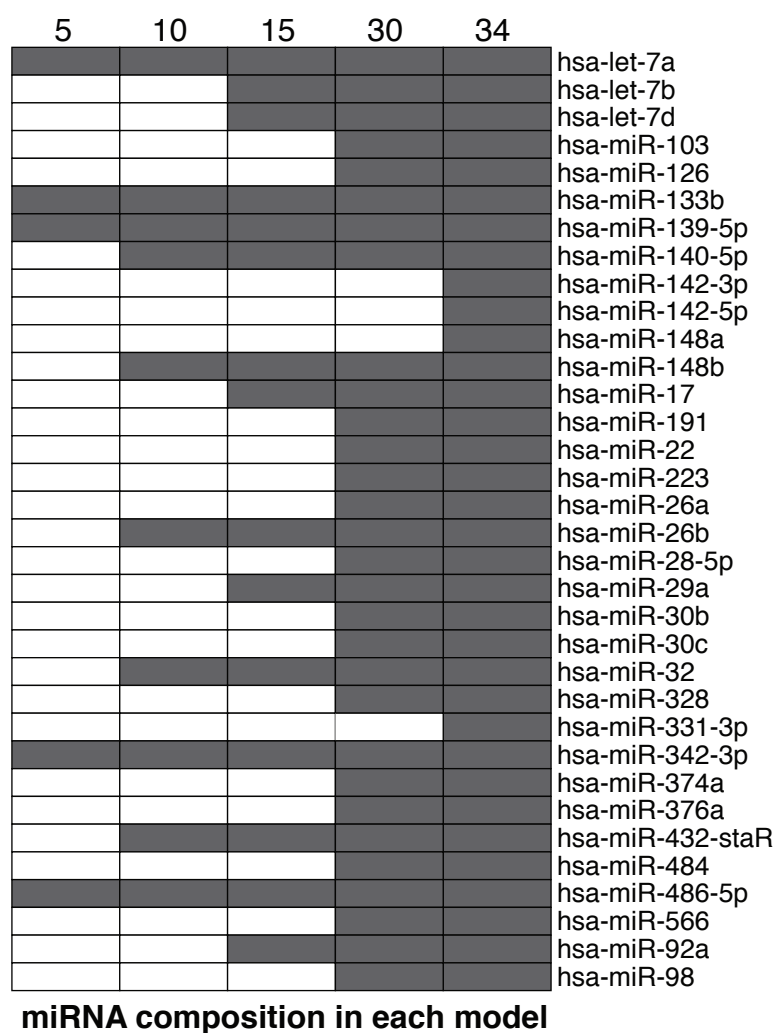 5 10 15 30 34
hsa-let-7a
hsa-let-7b
hsa-let-7d
hsa-miR-103
hsa-miR-126
hsa-miR-133b
hsa-miR-139-5p
hsa-miR-140-5p
hsa-miR-142-3p
hsa-miR-142-5p
hsa-miR-148a
hsa-miR-148b
hsa-miR-17
hsa-miR-191
hsa-miR-22
hsa-miR-223
hsa-miR-26a
hsa-miR-26b
hsa-miR-28-5p
hsa-miR-29a
hsa-miR-30b
hsa-miR-30c
hsa-miR-32
hsa-miR-328
hsa-miR-331-3p
hsa-miR-342-3p
hsa-miR-374a
hsa-miR-376a
hsa-miR-432-staR
hsa-miR-484
hsa-miR-486-5p
hsa-miR-566
hsa-miR-92a
hsa-miR-98
miRNA composition in each model